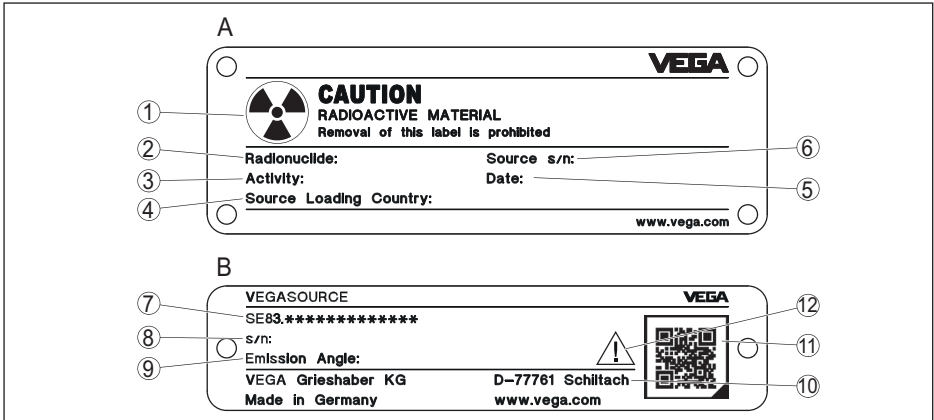 A
VEGA
CAUTION
RADIOACTIVE MATERIAL
Removal of this label is prohibited
1
2 Radionuclide: Source s/n: 6
3 Activity: Date: 5
4 Source Loading Country:
www.vega.com
B
VEGASOURCE VEGA
7 SE83.************* 12
8 s/n: 11
9 Emission Angle:
VEGA Grieshaber KG D-77761 Schiltach 10
Made in Germany www.vega.com